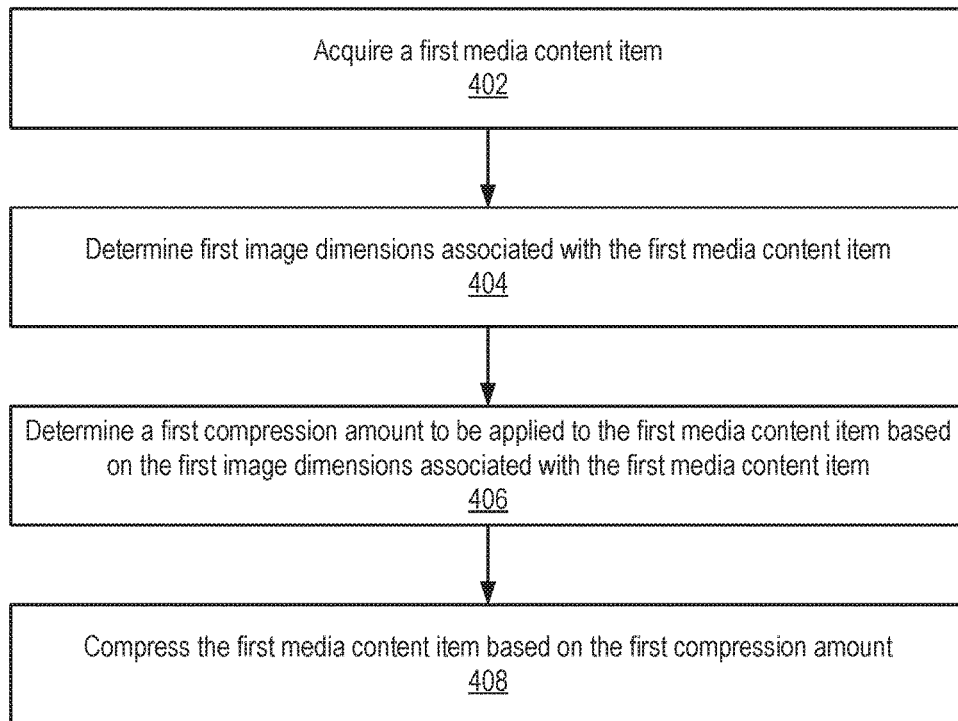 Acquire a first media content item
402
Determine first image dimensions associated with the first media content item
404
Determine a first compression amount to be applied to the first media content item based
on the first image dimensions associated with the first media content item
406
Compress the first media content item based on the first compression amount
408